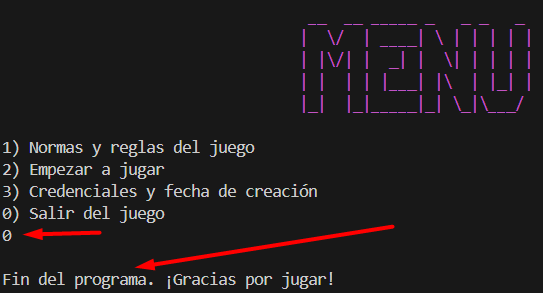 MENU
1) Normas y reglas del juego
2) Empezar a jugar
3) Credenciales y fecha de creación
0) Salir del juego
0
Fin del programa. ¡Gracias por jugar!